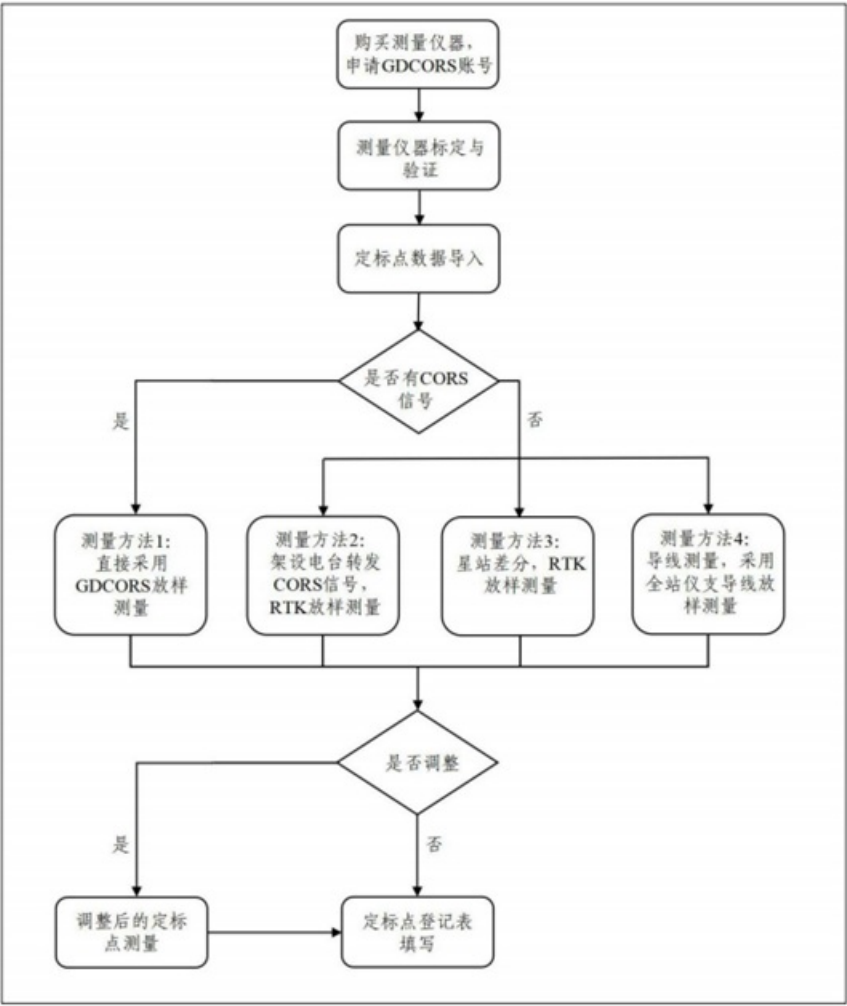 购买测量仪器，
申请GDCORS账号
测量仪器标定与
验证
定标点数据导入
是否有CORS
信号
是
否
测量方法1：
直接采用
GDCORS放样
测量
测量方法2：
架设电台转发
CORS信号，
RTK放样测量
测量方法3：
星站差分，RTK
放样测量
测量方法4：
导线测量，采用
全站仪支导线放
样测量
是否调整
是
否
调整后的定标
点测量
定标点登记表
填写